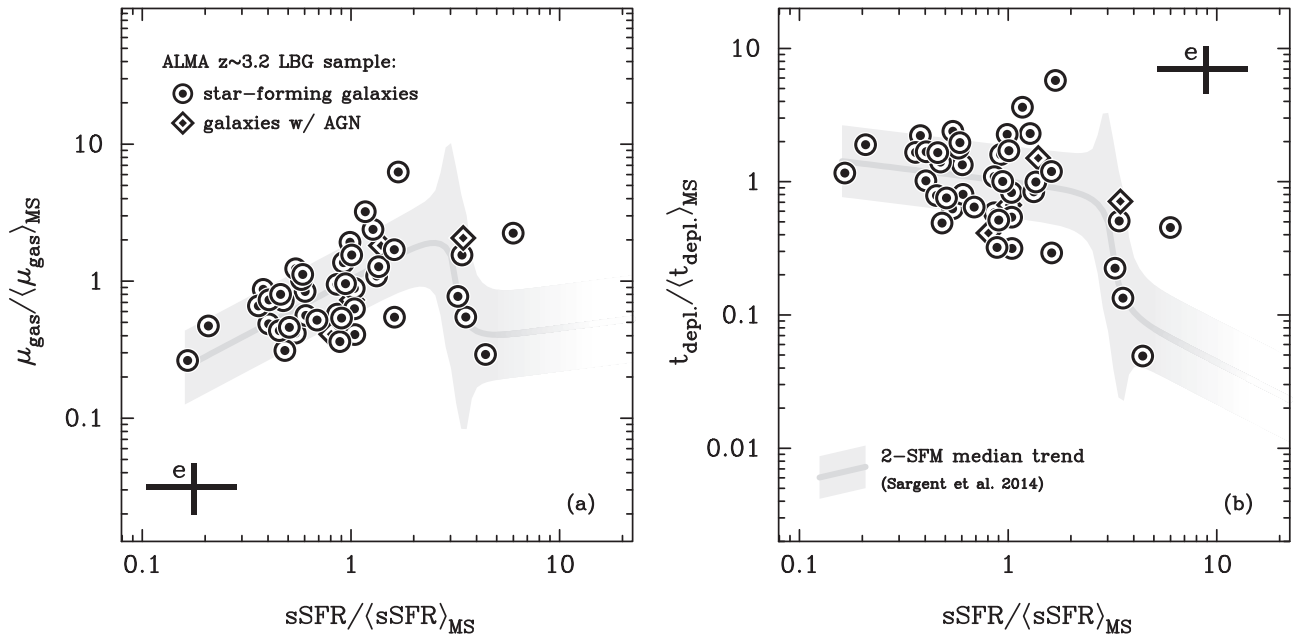 ALMA z~3.2 LBG sample:
star-forming galaxies
galaxies w/ AGN
μgas/⟨μgas⟩MS
10
1
0.1
e
(a)
0.1 1 10
sSFR/⟨sSFR⟩MS
e
tdepl./⟨tdepl.⟩MS
10
1
0.1
0.01
2-SFM median trend
(Sargent et al. 2014)
(b)
0.1 1 10
sSFR/⟨sSFR⟩MS